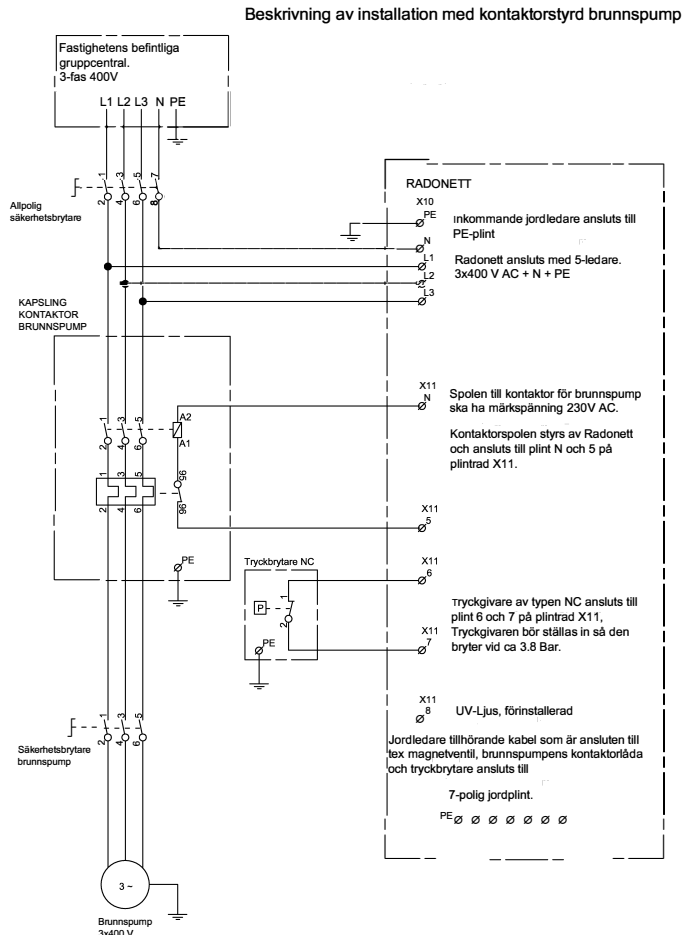 Beskrivning av installation med kontaktorstyrd brunnspump
Fastighetens befintliga
gruppcentral.
3-fas 400V
L1 L2 L3 N PE
1 3 5 7
2 4 6 8
Allpolig
säkerhetsbrytare
RADONETT
X10
PE
Inkommande jordledare ansluts till
PE-plint
N
L1
Radonett ansluts med 5-ledare.
3x400 V AC + N + PE
L2
L3
KAPSLING
KONTAKTOR
BRUNNSPUMP
1 3 5
2 4 6
A2
A1
X11
N
Spolen till kontaktor för brunnspump
ska ha märkspänning 230V AC.
Kontaktorspolen styrs av Radonett
och ansluts till plint N och 5 på
plintrad X11.
1 3 5
2 4 6
95
96
X11
5
PE
Tryckbrytare NC
P
1
2
PE
X11
6
Tryckgivare av typen NC ansluts till
plint 6 och 7 på plintrad X11,
Tryckgivaren bör ställas in så den
bryter vid ca 3.8 Bar.
X11
7
X11
8
UV-Ljus, förinstallerad
Jordledare tillhörande kabel som är ansluten till
tex magnetventil, brunnspumpens kontaktorlåda
och tryckbrytare ansluts till
7-polig jordplint.
PE
1 3 5
2 4 6
Säkerhetsbrytare
brunnspump
3 ~
Brunnspump
3x400 V